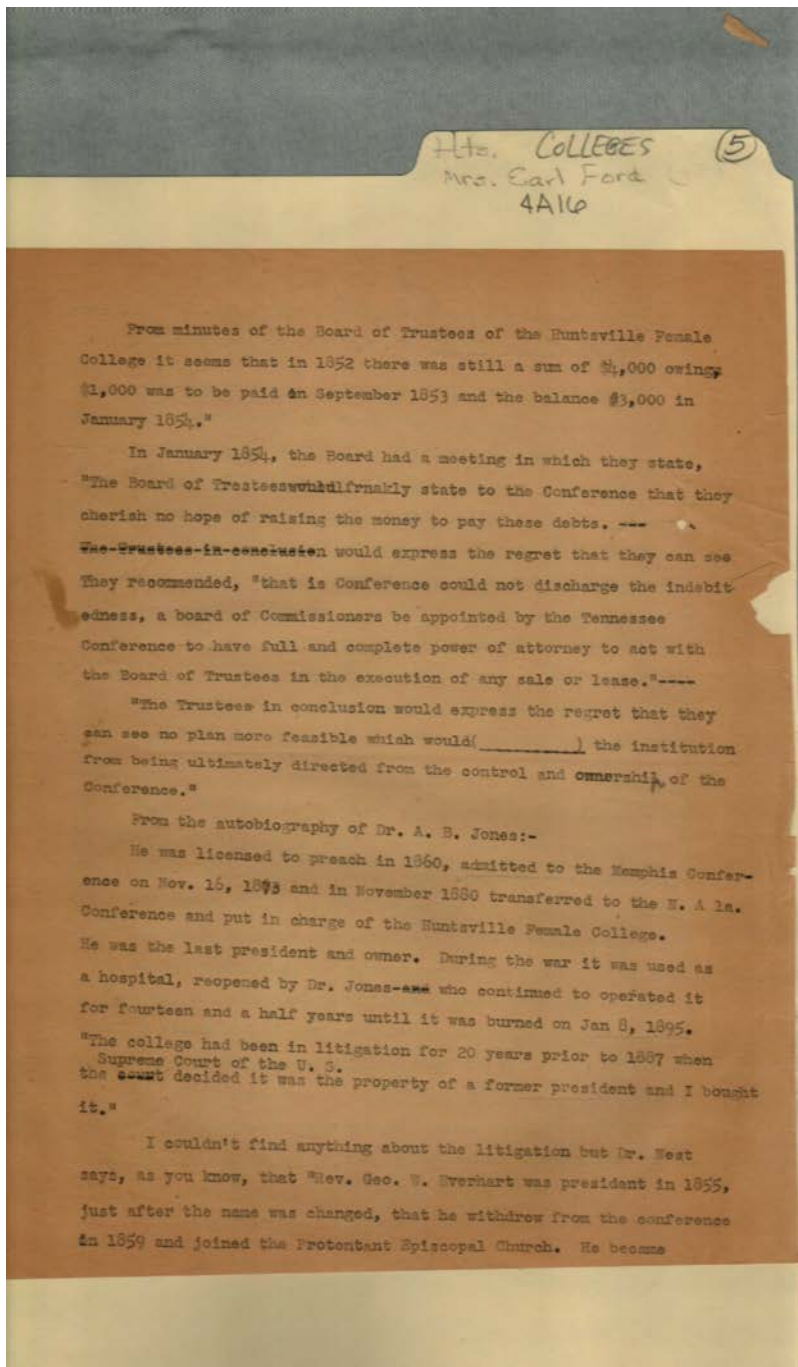 Hts. COLLEGES 5
Mrs. Earl Ford
4A16
From minutes of the Board of Trustees of the Huntsville Female
College it seems that in 1852 there was still a sum of $4,000 owing,
$1,000 was to be paid in September 1853 and the balance $3,000 in
January 1854."
In January 1854, the Board had a meeting in which they state,
"The Board of Tresteeswould frnakly state to the Conference that they
cherish no hope of raising the money to pay these debts. ---
The Trustees in conclusion would express the regret that they can see
They recommended, "that is Conference could not discharge the indebit
edness, a board of Commissioners be appointed by the Tennessee
Conference to have full and complete power of attorney to act with
the Board of Trustees in the execution of any sale or lease."----
"The Trustees in conclusion would express the regret that they
can see no plan more feasible which would(__________) the institution
from being ultimately directed from the control and ownership of the
Conference."
From the autobiography of Dr. A. B. Jones:-
He was licensed to preach in 1860, admitted to the Memphis Confer-
ence on Nov. 16, and in November 1880 transferred to the N. A la.
Conference and put in charge of the Huntsville Female College.
He was the last president and owner. During the war it was used as
a hospital, reopened by Dr. Jones-and who continued to operated it
for fourteen and a half years until it was burned on Jan 8, 1895.
"The college had been in litigation for 20 years prior to 1887 when
Supreme Court of the U. S.
the court decided it was the property of a former president and I bought
it."
I couldn't find anything about the litigation but Dr. West
says, as you know, that "Rev. Geo. W. Everhart was president in 1855,
just after the name was changed, that he withdrew from the conference
in 1859 and joined the Protontant Episcopal Church. He became